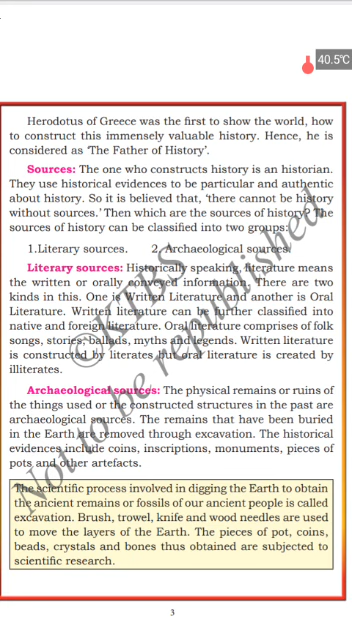 40.5℃
Herodotus of Greece was the first to show the world, how
to construct this immensely valuable history. Hence, he is
considered as 'The Father of History'.
Sources: The one who constructs history is an historian.
They use historical evidences to be particular and authentic
about history. So it is believed that, 'there cannot be history
without sources.' Then which are the sources of history? The
sources of history can be classified into two groups:
1.Literary sources. 2. Archaeological sources.
Literary sources: Historically speaking, literature means
the written or orally conveyed information. There are two
kinds in this. One is Written Literature and another is Oral
Literature. Written literature can be further classified into
native and foreign literature. Oral literature comprises of folk
songs, stories, ballads, myths and legends. Written literature
is constructed by literates but oral literature is created by
illiterates.
Archaeological sources: The physical remains or ruins of
the things used or the constructed structures in the past are
archaeological sources. The remains that have been buried
in the Earth are removed through excavation. The historical
evidences include coins, inscriptions, monuments, pieces of
pots and other artefacts.
The scientific process involved in digging the Earth to obtain
the ancient remains or fossils of our ancient people is called
excavation. Brush, trowel, knife and wood needles are used
to move the layers of the Earth. The pieces of pot, coins,
beads, crystals and bones thus obtained are subjected to
scientific research.
©KTBS
Not to be republished
3